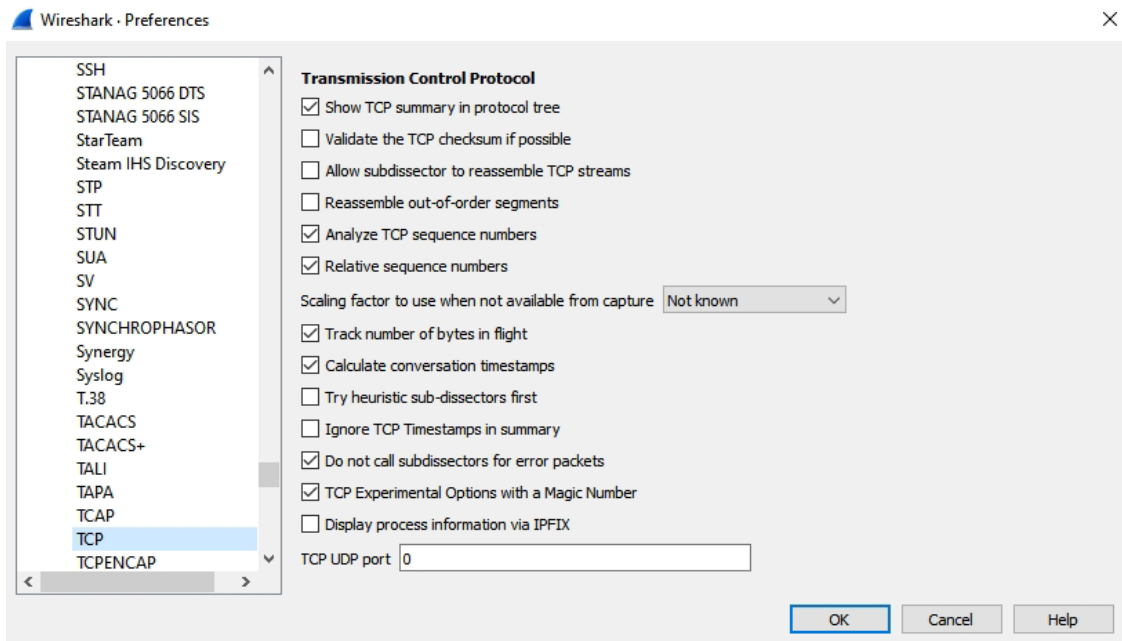 Wireshark · Preferences
SSH
STANAG 5066 DTS
STANAG 5066 SIS
StarTeam
Steam IHS Discovery
STP
STT
STUN
SUA
SV
SYNC
SYNCHROPHASOR
Synergy
Syslog
T.38
TACACS
TACACS+
TALI
TAPA
TCAP
TCP
TCPENCAP
Transmission Control Protocol
Show TCP summary in protocol tree
Validate the TCP checksum if possible
Allow subdissector to reassemble TCP streams
Reassemble out-of-order segments
Analyze TCP sequence numbers
Relative sequence numbers
Scaling factor to use when not available from capture Not known
Track number of bytes in flight
Calculate conversation timestamps
Try heuristic sub-dissectors first
Ignore TCP Timestamps in summary
Do not call subdissectors for error packets
TCP Experimental Options with a Magic Number
Display process information via IPFIX
TCP UDP port 0
OK Cancel Help